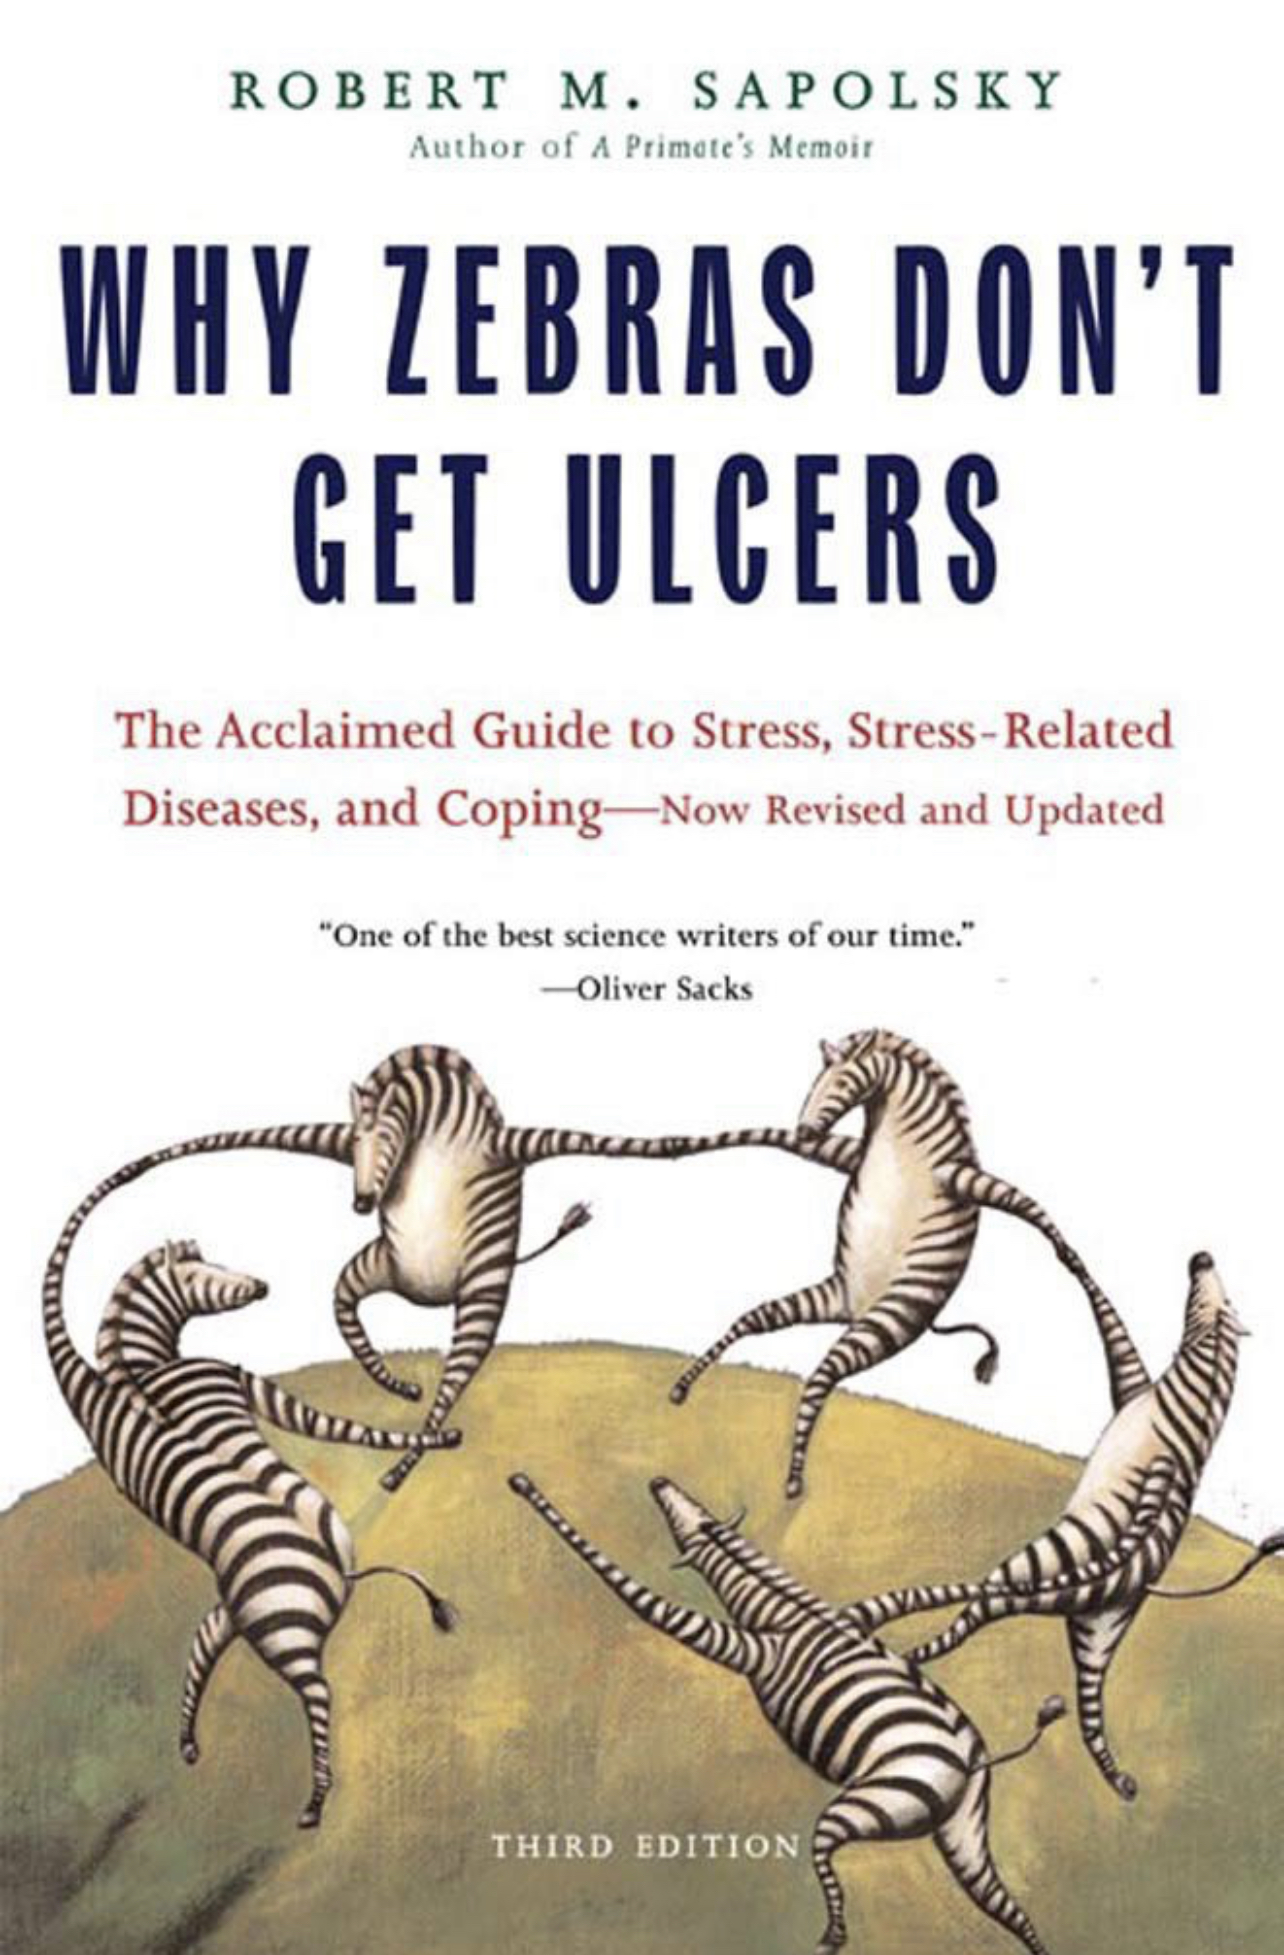 ROBERT M. SAPOLSKY
Author of A Primate's Memoir
WHY ZEBRAS DON'T
GET ULCERS
The Acclaimed Guide to Stress, Stress-Related
Diseases, and Coping—Now Revised and Updated
“One of the best science writers of our time.”
—Oliver Sacks
THIRD EDITION